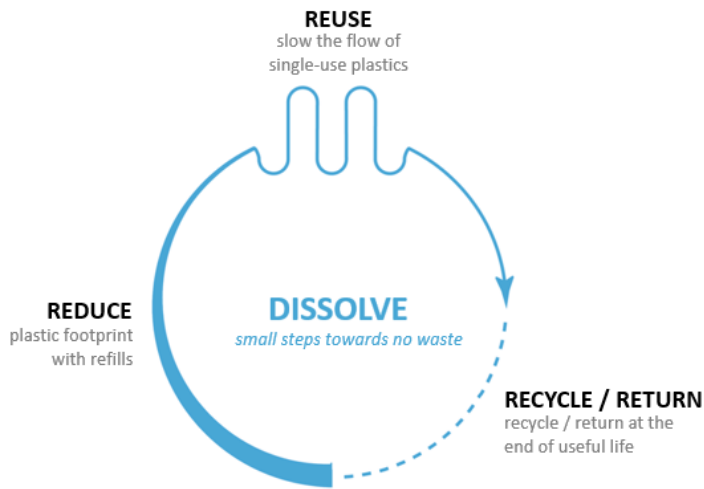 REUSE
slow the flow of
single-use plastics
REDUCE
plastic footprint
with refills
DISSOLVE
small steps towards no waste
RECYCLE / RETURN
recycle / return at the
end of useful life